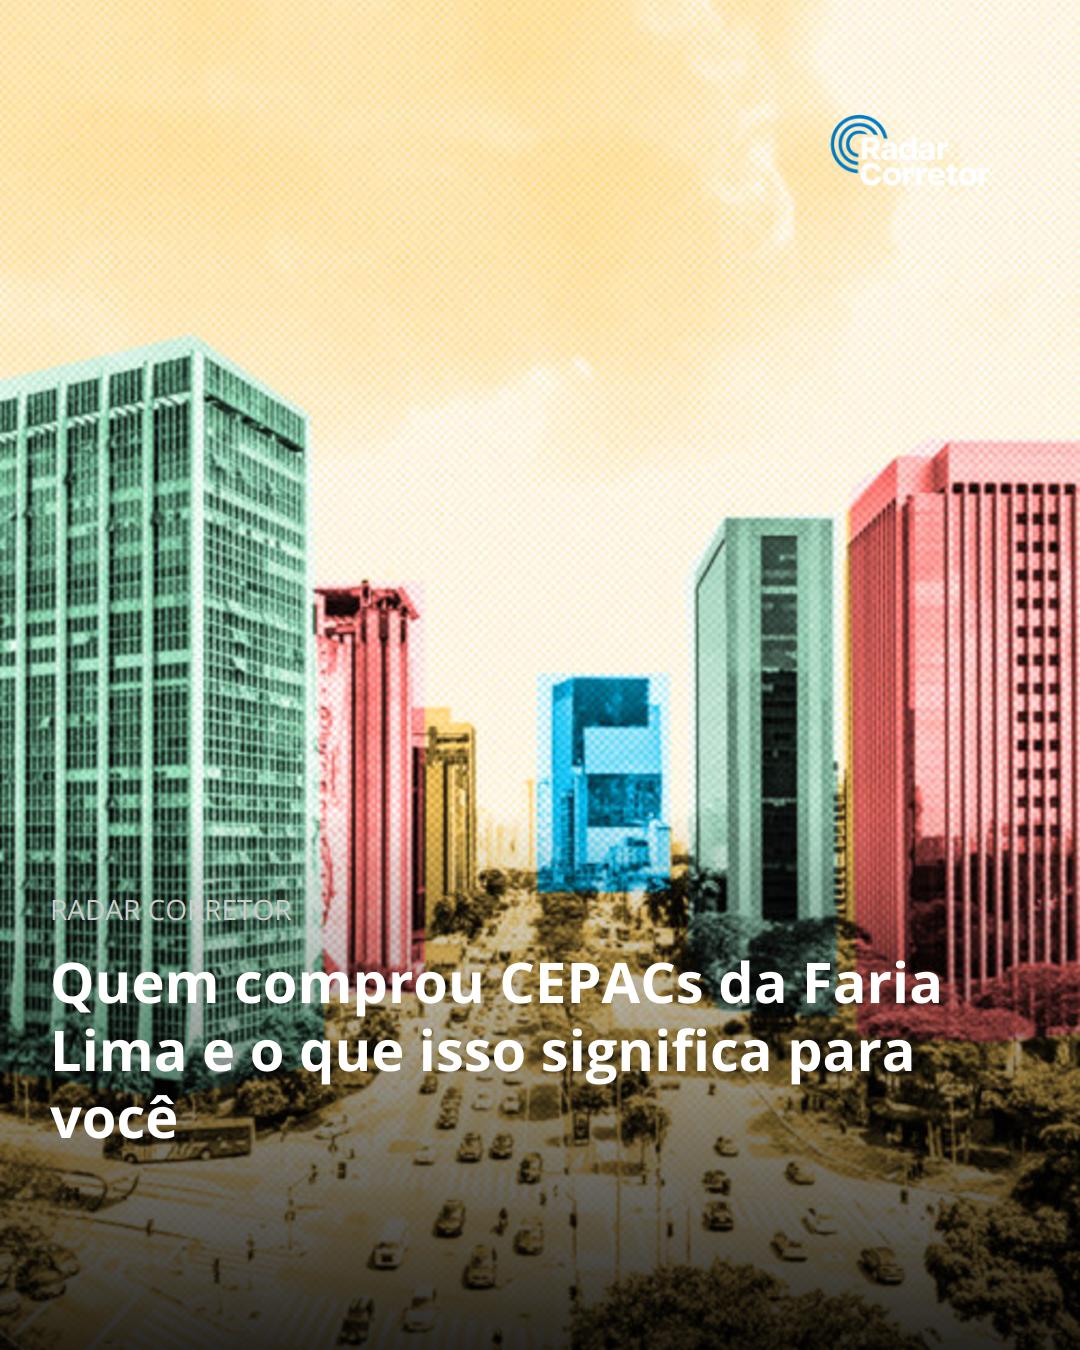 Radar
Corretor
RADAR CORRETOR
Quem comprou CEPACs da Faria
Lima e o que isso significa para
você